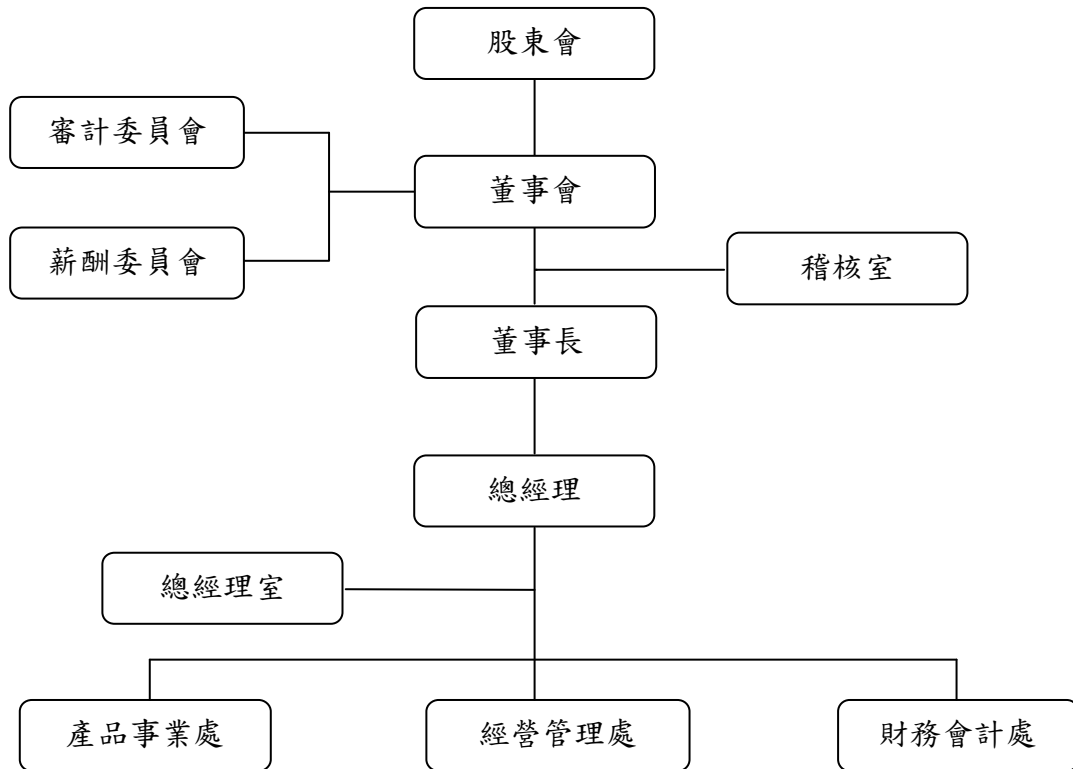 股東會
審計委員會
董事會
薪酬委員會
稽核室
董事長
總經理
總經理室
產品事業處
經營管理處
財務會計處